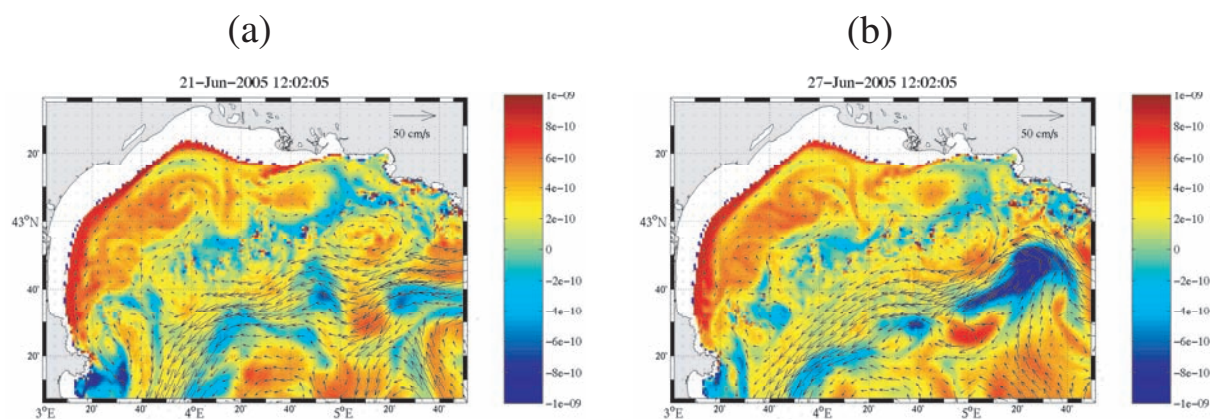 (a) (b)
21-Jun-2005 12:02:05 27-Jun-2005 12:02:05
1e-09 1e-09
50 cm/s 50 cm/s
8e-10 8e-10
20' 20'
6e-10 6e-10
4e-10 4e-10
43°N 43°N
2e-10 2e-10
0 0
40' 40'
-2e-10 -2e-10
-4e-10 -4e-10
20' 20'
-6e-10 -6e-10
-8e-10 -8e-10
-1e-09 -1e-09
3°E 20' 40' 4°E 20' 40' 5°E 20' 40' 3°E 20' 40' 4°E 20' 40' 5°E 20' 40'